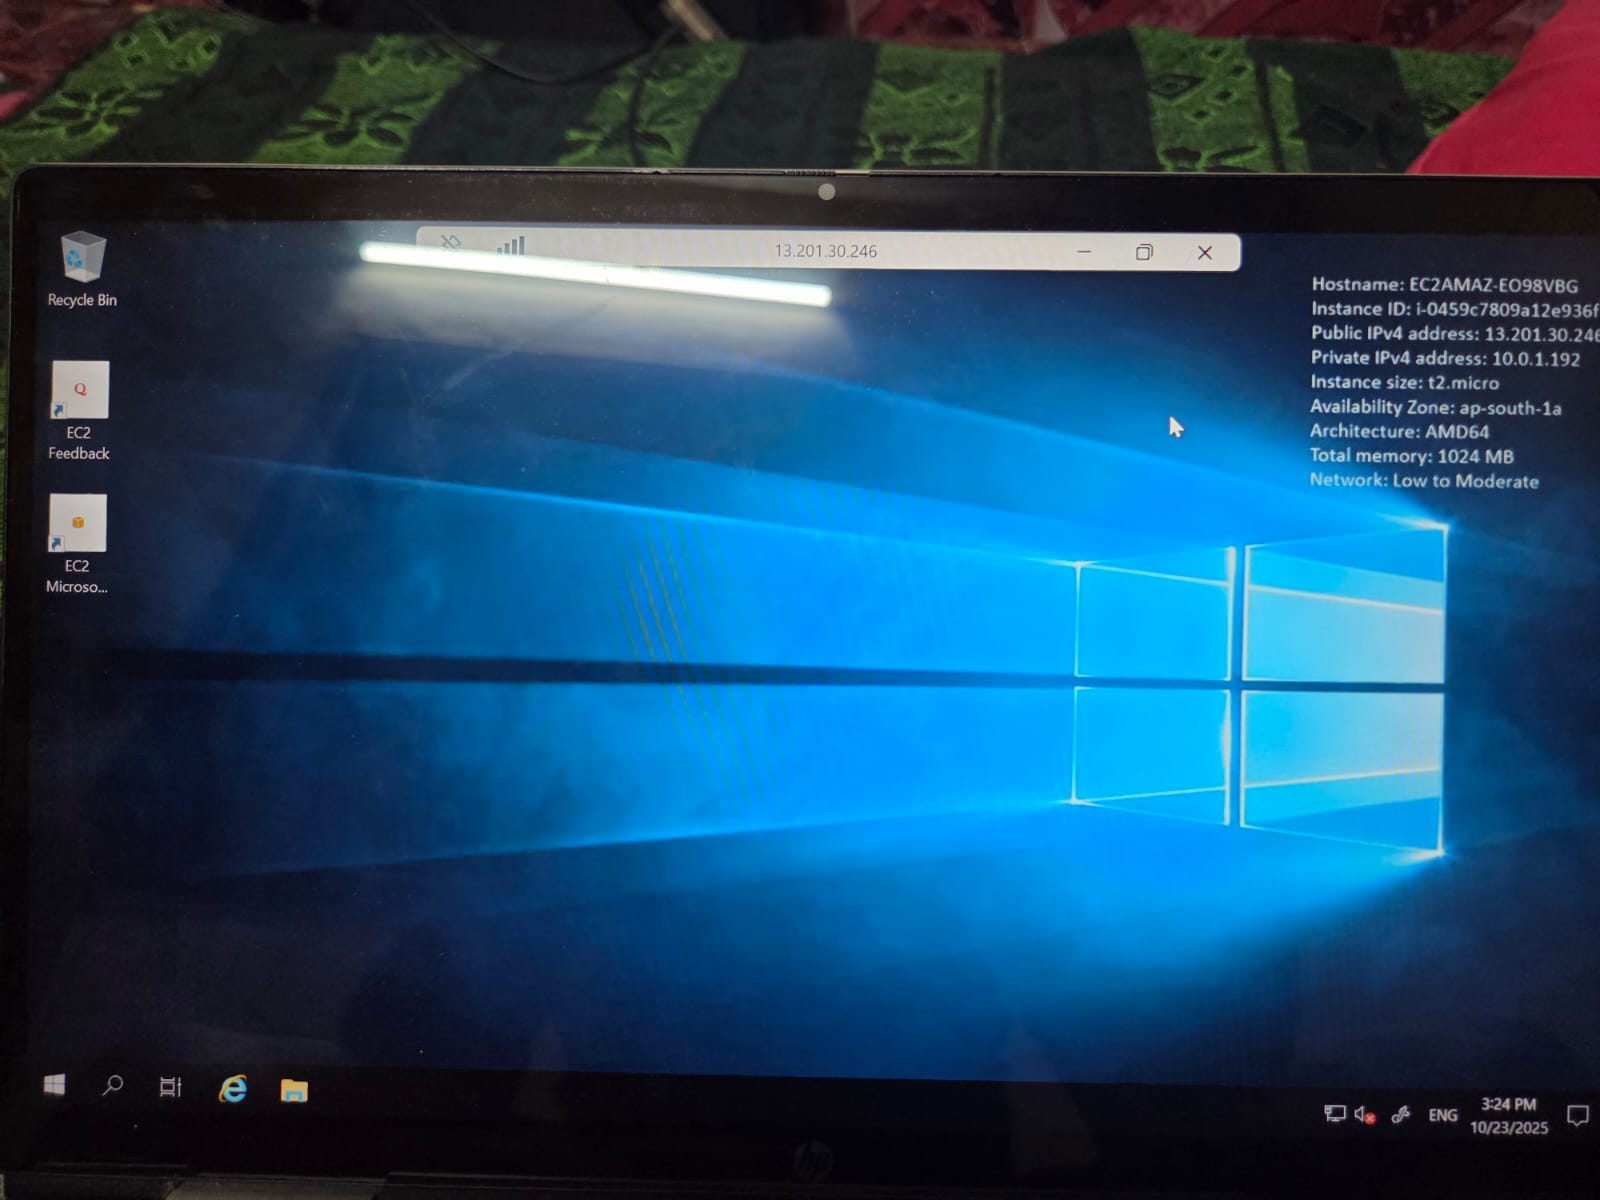 13.201.30.246
Recycle Bin
Q
EC2
Feedback
EC2
Microso...
Hostname: EC2AMAZ-EO98VBG
Instance ID: i-0459c7809a12e936f
Public IPv4 address: 13.201.30.246
Private IPv4 address: 10.0.1.192
Instance size: t2.micro
Availability Zone: ap-south-1a
Architecture: AMD64
Total memory: 1024 MB
Network: Low to Moderate
ENG
3:24 PM
10/23/2025
hp